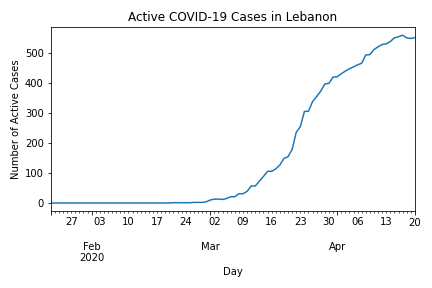 Active COVID-19 Cases in Lebanon
Number of Active Cases
500
400
300
200
100
0
27 03 10 17 24 02 09 16 23 30 06 13 20
Feb Mar Apr
2020
Day